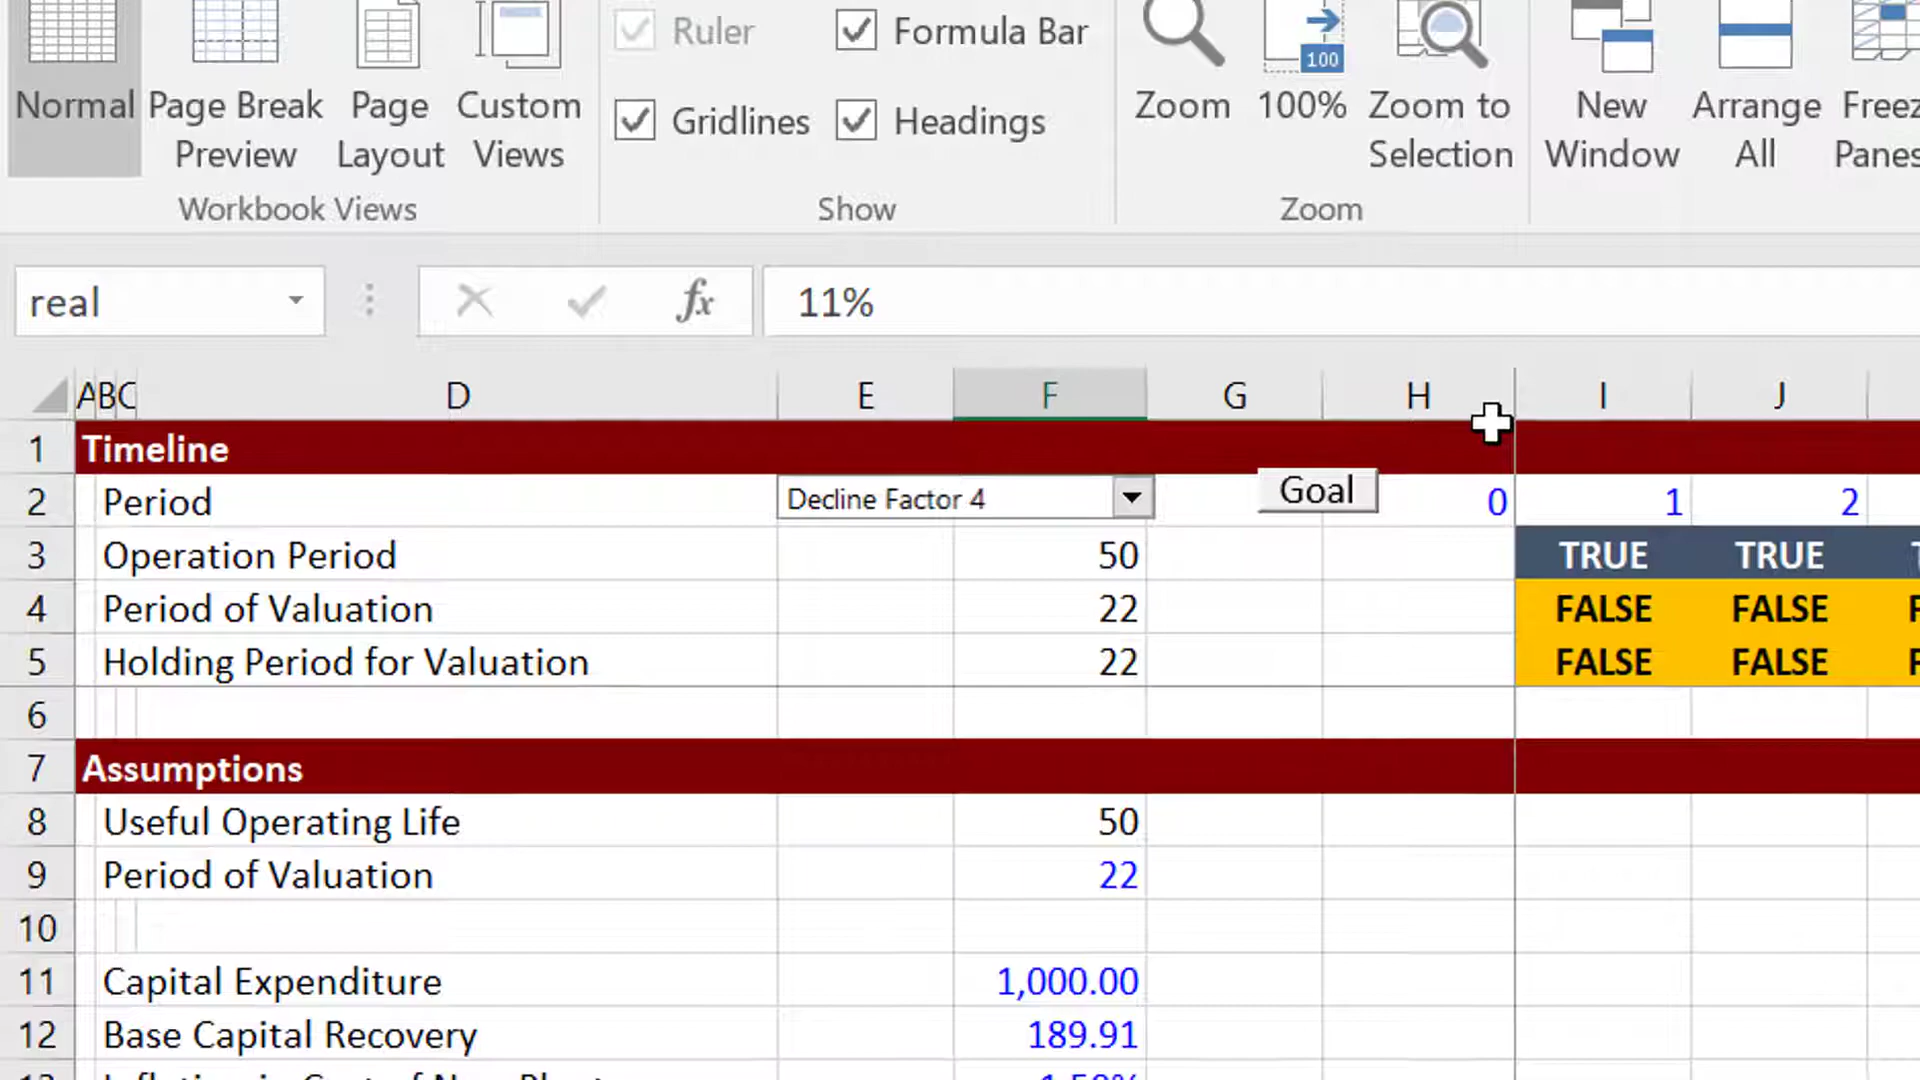 Normal Page Break Preview Page Layout Custom Views
Workbook Views
Ruler Formula Bar
Gridlines Headings
Show
100
Zoom 100% Zoom to Selection
Zoom
New Window Arrange All Freez Panes
real fx 11%
A B C D E F G H I J
1 Timeline
2 Period Decline Factor 4 Goal 0 1 2
3 Operation Period 50 TRUE TRUE
4 Period of Valuation 22 FALSE FALSE F
5 Holding Period for Valuation 22 FALSE FALSE F
6
7 Assumptions
8 Useful Operating Life 50
9 Period of Valuation 22
10
11 Capital Expenditure 1,000.00
12 Base Capital Recovery 189.91